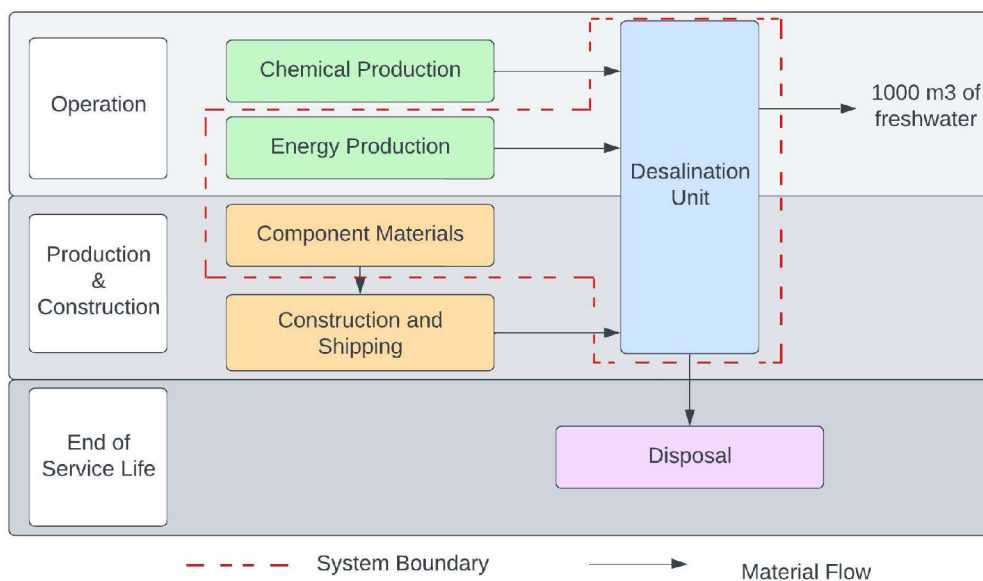 Operation
Chemical Production
Energy Production
Desalination
Unit
1000 m3 of
freshwater
Production
&
Construction
Component Materials
Construction and
Shipping
End of
Service Life
Disposal
System Boundary
Material Flow